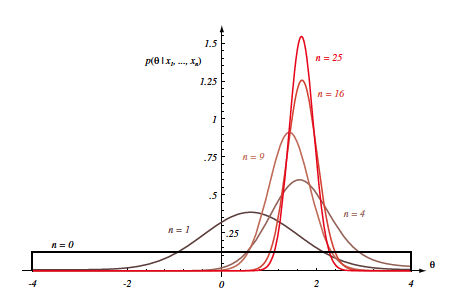 1.5
n = 25
p(θ | x1, ..., xn)
1.25
n = 16
1
n = 9
.75
.5
n = 4
n = 1
.25
n = 0
θ
-4 -2 0 2 4